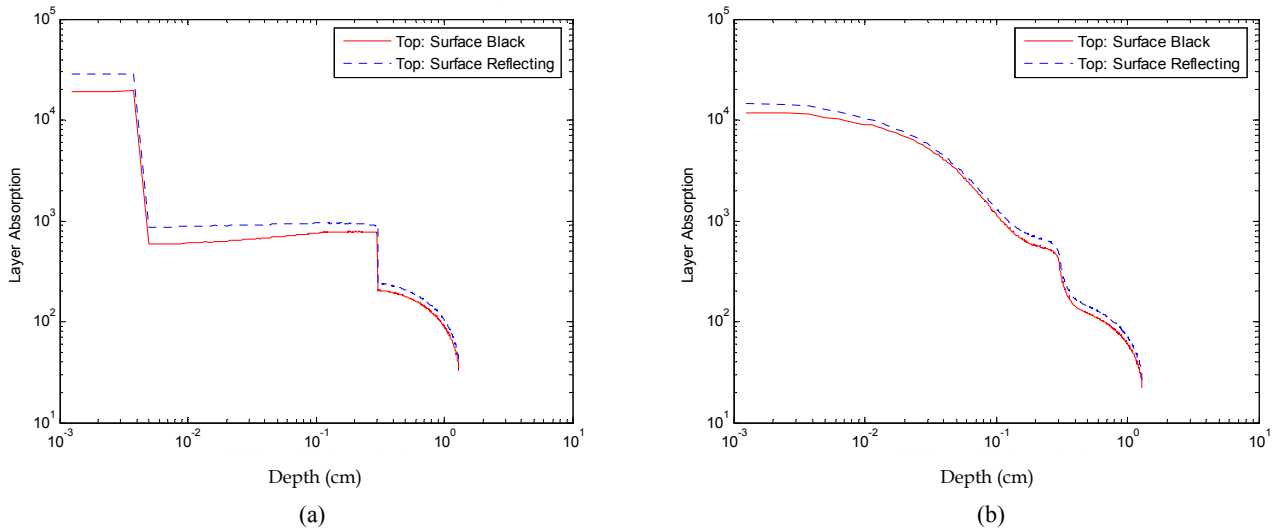 Top: Surface Black
Top: Surface Reflecting
Layer Absorption
10^5
10^4
10^3
10^2
10^1
10^-3
10^-2
10^-1
10^0
10^1
Depth (cm)
(a)
Top: Surface Black
Top: Surface Reflecting
Layer Absorption
10^5
10^4
10^3
10^2
10^1
10^-3
10^-2
10^-1
10^0
10^1
Depth (cm)
(b)